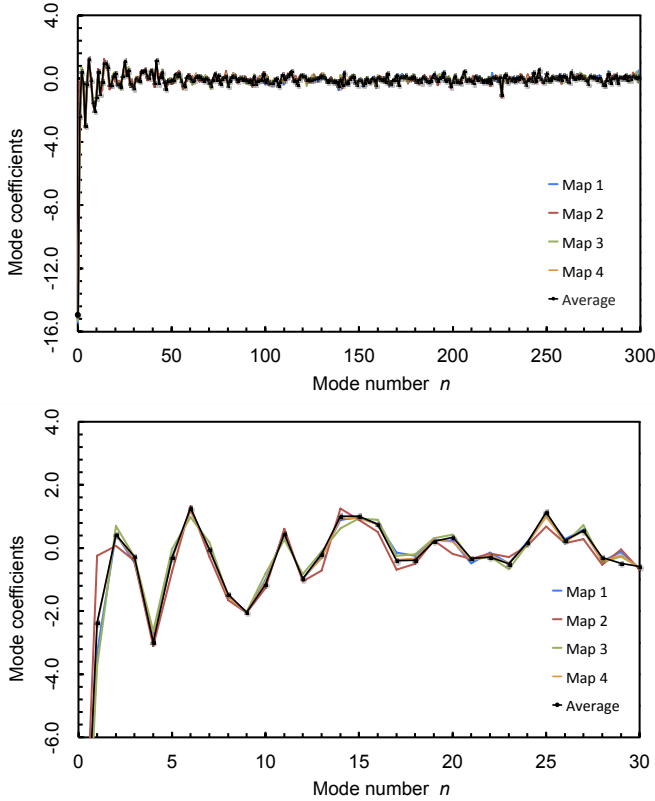 4.0
0.0
-4.0
-8.0
-12.0
-16.0
Mode coefficients
Map 1
Map 2
Map 3
Map 4
Average
0 50 100 150 200 250 300
Mode number n
4.0
2.0
0.0
-2.0
-4.0
-6.0
Mode coefficients
Map 1
Map 2
Map 3
Map 4
Average
0 5 10 15 20 25 30
Mode number n